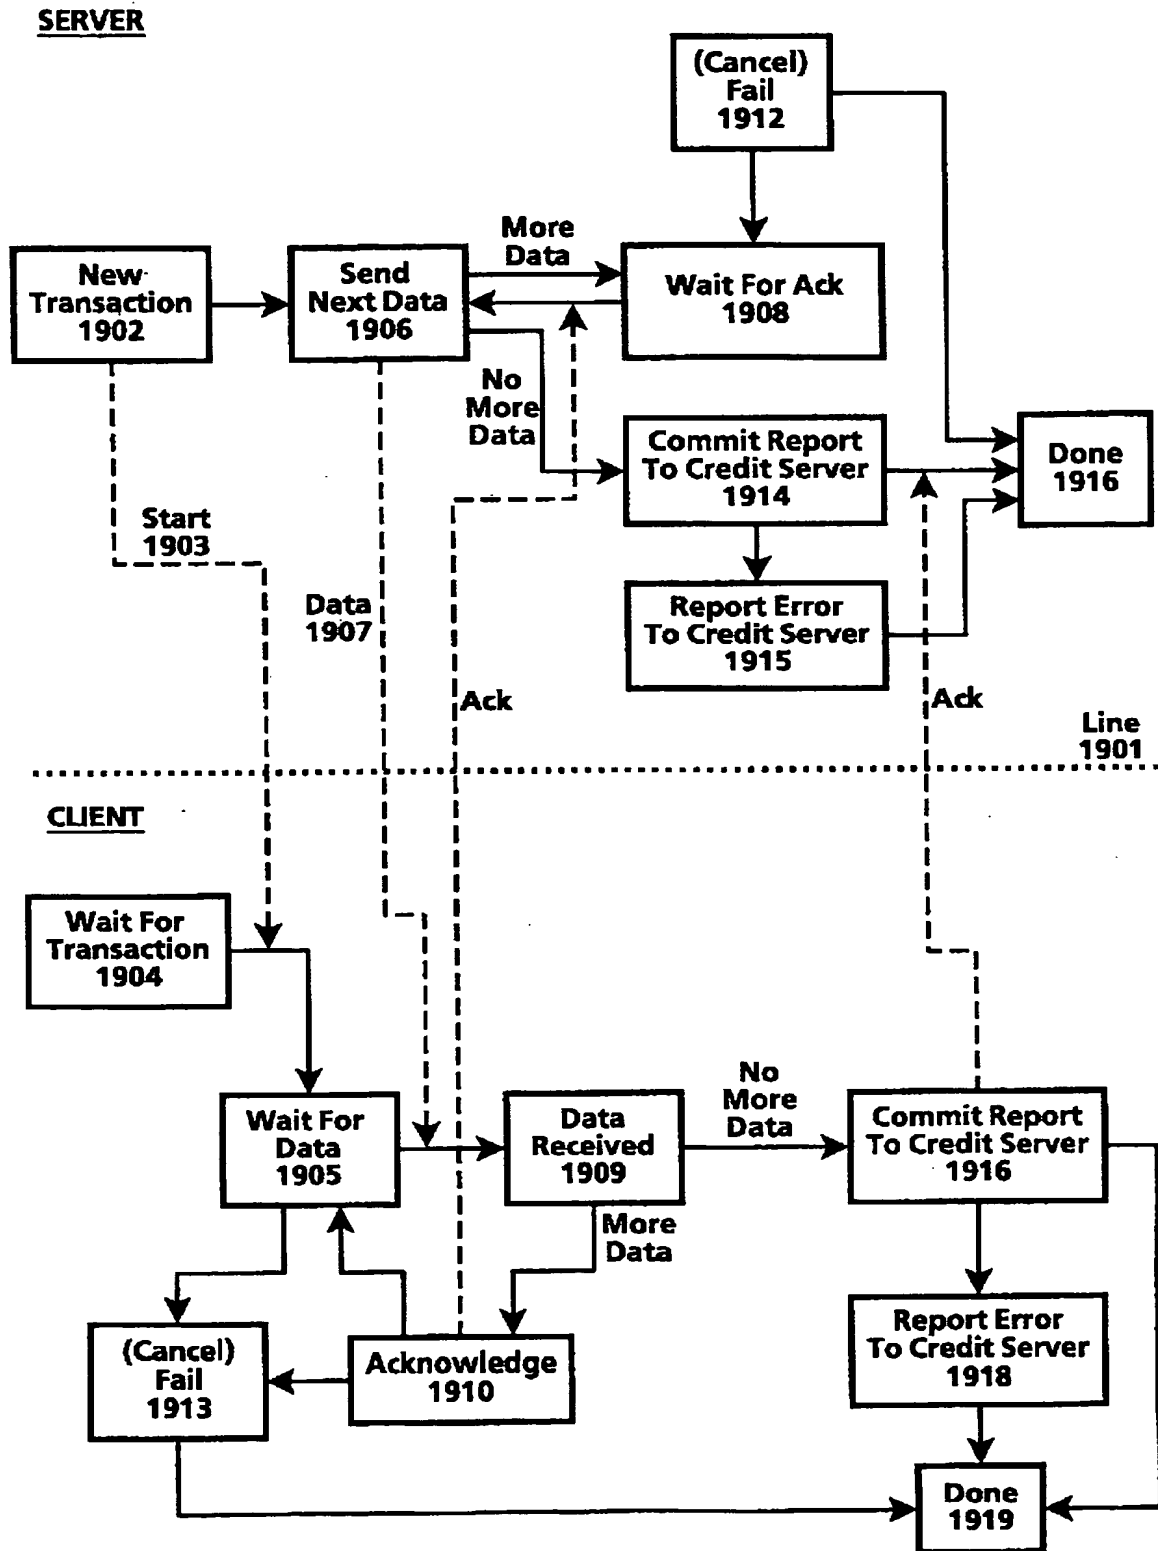 SERVER
(Cancel)
Fail
1912
More
Data
New
Transaction
1902
Send
Next Data
1906
Wait For Ack
1908
No
More
Data
Commit Report
To Credit Server
1914
Done
1916
Start
1903
Data
1907
Report Error
To Credit Server
1915
Ack
Ack
Line
1901
CLIENT
Wait For
Transaction
1904
Wait For
Data
1905
Data
Received
1909
No
More
Data
Commit Report
To Credit Server
1916
More
Data
(Cancel)
Fail
1913
Acknowledge
1910
Report Error
To Credit Server
1918
Done
1919